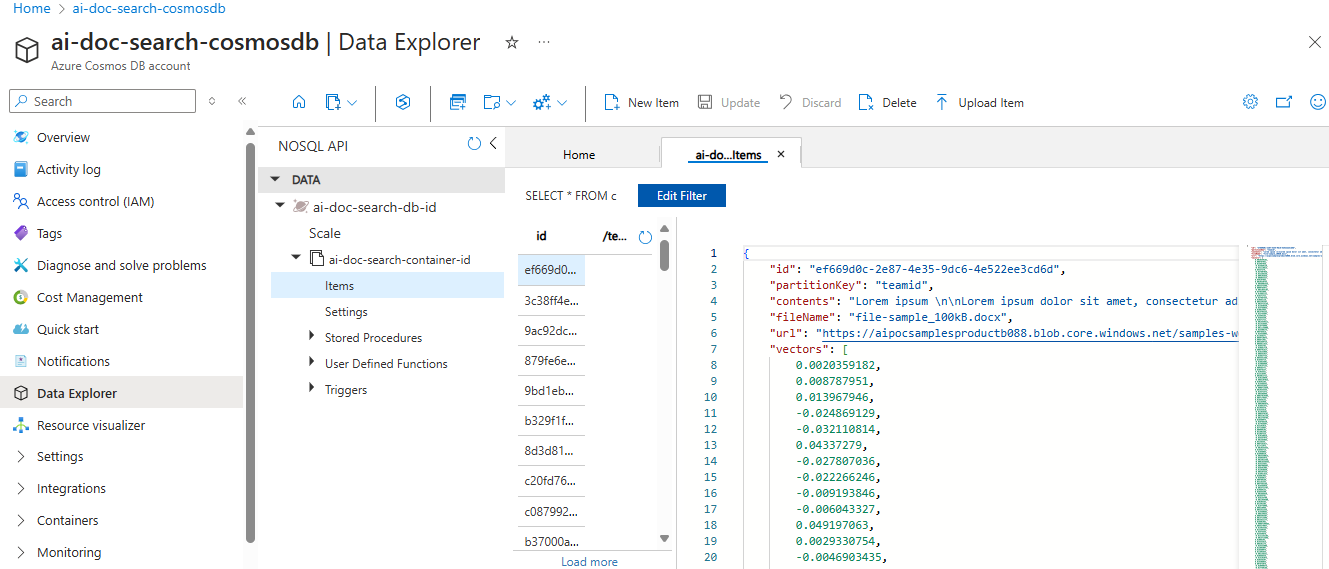 Home > ai-doc-search-cosmosdb
ai-doc-search-cosmosdb | Data Explorer
Azure Cosmos DB account
Search
Overview
Activity log
Access control (IAM)
Tags
Diagnose and solve problems
Cost Management
Quick start
Notifications
Data Explorer
Resource visualizer
Settings
Integrations
Containers
Monitoring
New Item Update Discard Delete Upload Item
NOSQL API
DATA
ai-doc-search-db-id
Scale
ai-doc-search-container-id
Items
Settings
Stored Procedures
User Defined Functions
Triggers
Home ai-do...Items
SELECT * FROM c Edit Filter
id /te...
ef669d0...
3c38ff4e...
9ac92dc...
879fe6e...
9bd1eb...
b329f1f...
8d3d81...
c20fd76...
c087992...
b37000a...
Load more
1 {
2 "id": "ef669d0c-2e87-4e35-9dc6-4e522ee3cd6d",
3 "partitionKey": "teamid",
4 "contents": "Lorem ipsum \n\nLorem ipsum dolor sit amet, consectetur ad
5 "fileName": "file-sample_100kB.docx",
6 "url": "https://aipocsamplesproductb088.blob.core.windows.net/samples-w
7 "vectors": [
8 0.0020359182,
9 0.008787951,
10 0.013967946,
11 -0.024869129,
12 -0.032110814,
13 0.04337279,
14 -0.027807036,
15 -0.022266246,
16 -0.009193846,
17 -0.006043327,
18 0.049197063,
19 0.0029330754,
20 -0.0046903435,